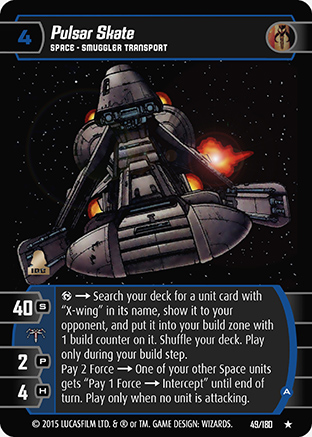 4 Pulsar Skate
SPACE - SMUGGLER TRANSPORT
40 S
2 P
4 H
→ Search your deck for a unit card with
"X-wing" in its name, show it to your
opponent, and put it into your build zone with
1 build counter on it. Shuffle your deck. Play
only during your build step.
Pay 2 Force → One of your other Space units
gets "Pay 1 Force → Intercept" until end of
turn. Play only when no unit is attacking.
A
© 2015 LUCASFILM LTD. & ® OR TM. GAME DESIGN: WIZARDS. 49/180 ★